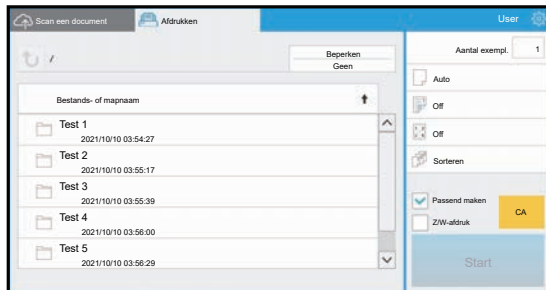 Scan een document
Afdrukken
User
/
Beperken
Geen
Bestands- of mapnaam
Test 1
2021/10/10 03:54:27
Test 2
2021/10/10 03:55:17
Test 3
2021/10/10 03:55:39
Test 4
2021/10/10 03:56:00
Test 5
2021/10/10 03:56:29
Aantal exempl. 1
Auto
Off
Off
Sorteren
Passend maken
Z/W-afdruk
CA
Start